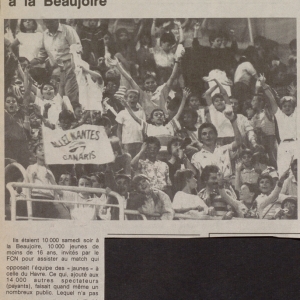 à la Beaujoire
ALLEZ NANTES
CANARIS
Ils étaient 10 000 samedi soir à
la Beaujoire, 10 000 jeunes de
moins de 16 ans, invités par le
FCN pour assister au match qui
opposait l'équipe des « jaunes » à
celle du Havre. Ce qui, ajouté aux
14 000 autres spectateurs
(payants), faisait quand même un
nombreux public. Lequel n'a pas